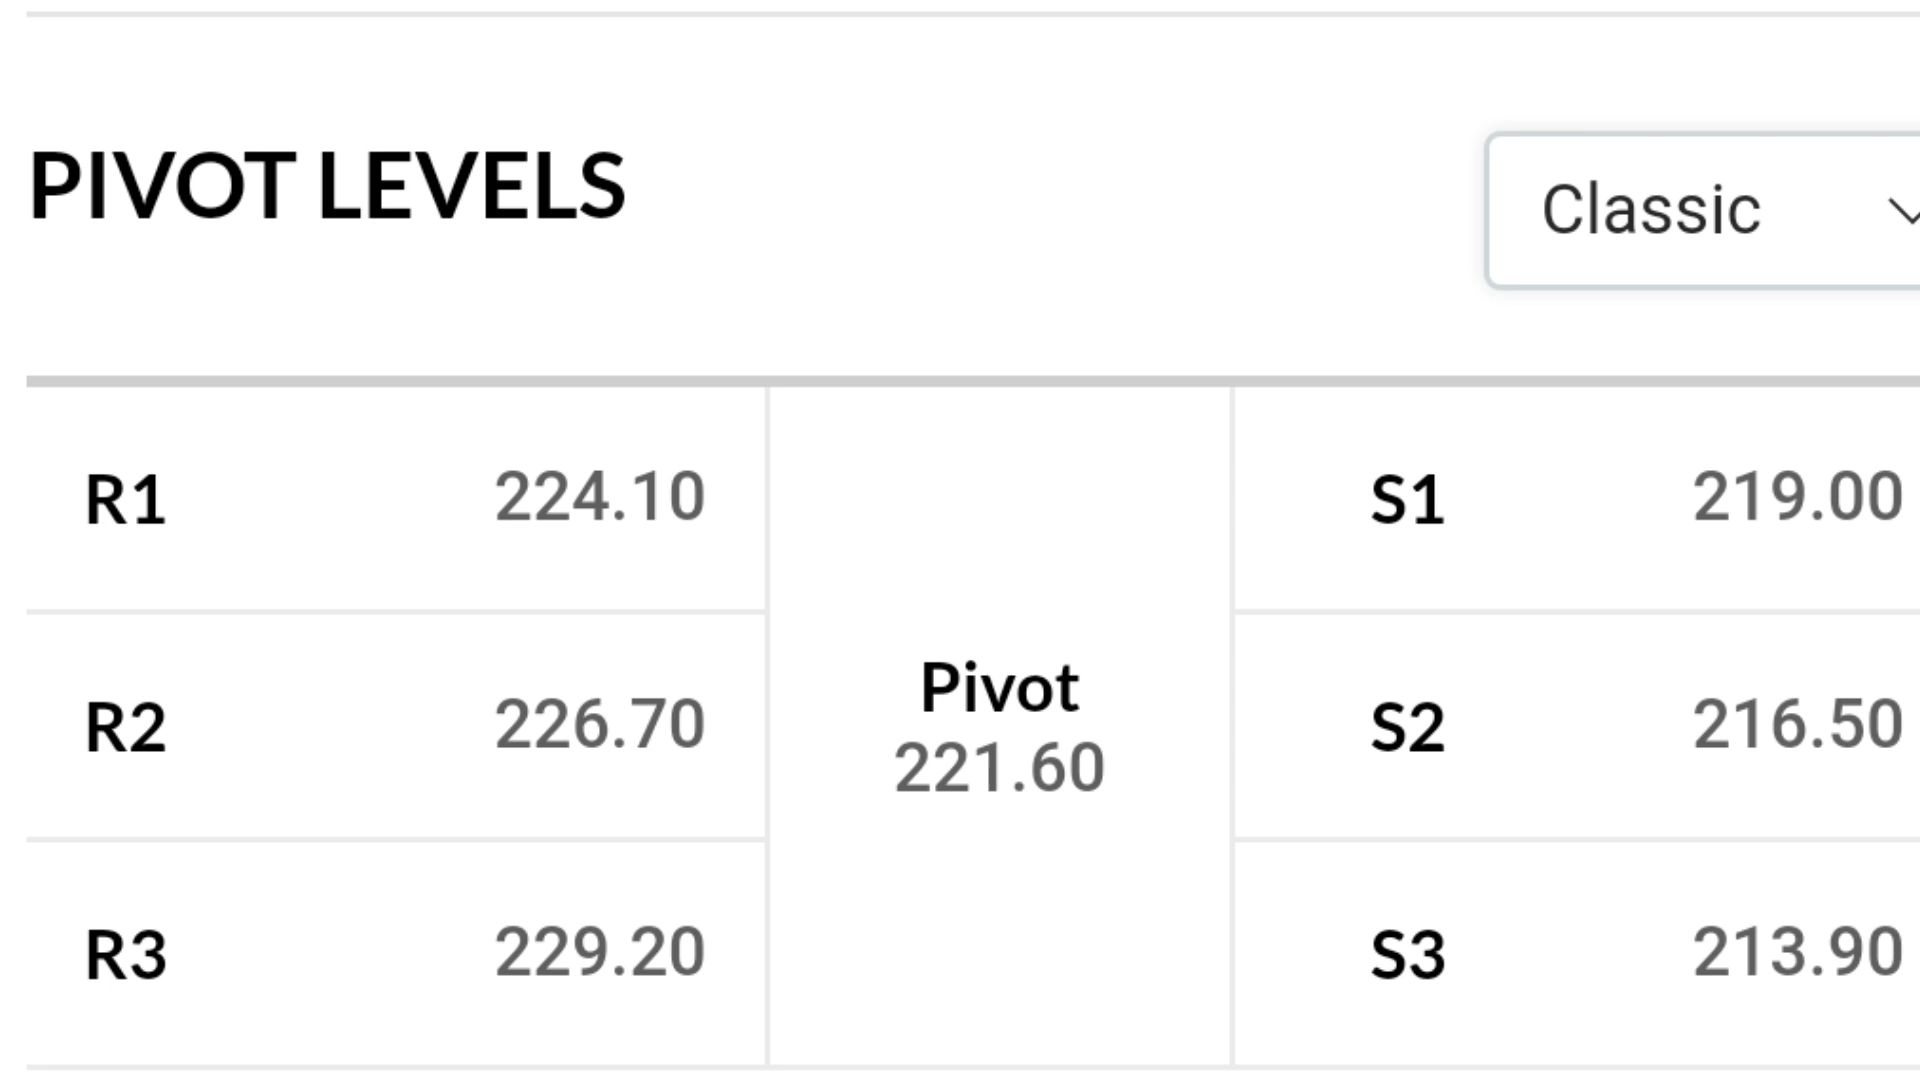 PIVOT LEVELS
Classic
R1 224.10 S1 219.00
R2 226.70 Pivot 221.60 S2 216.50
R3 229.20 S3 213.90